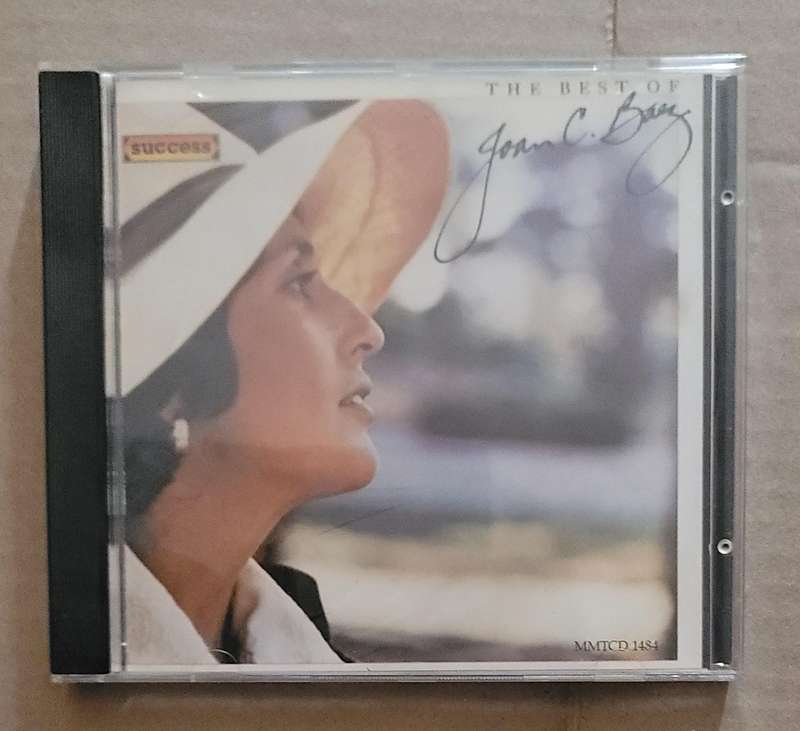 THE BEST OF
Joan C. Baez
success
MMTCD 1484